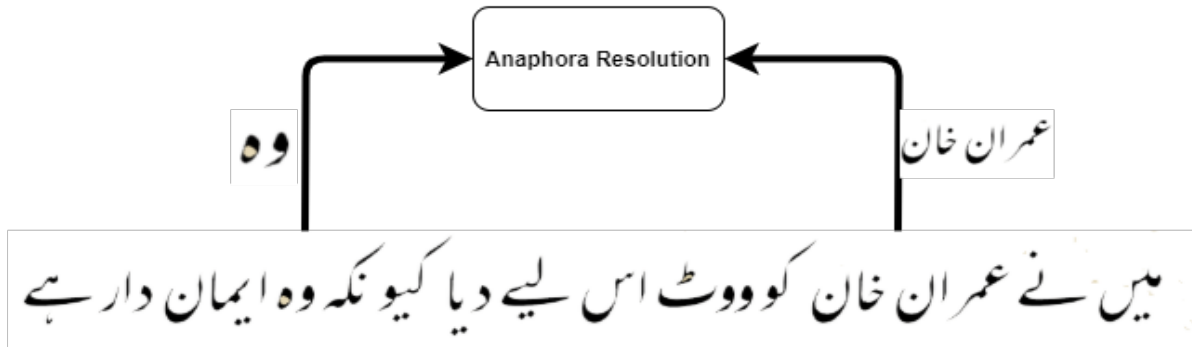 Anaphora Resolution
وہ
عمران خان
میں نے عمران خان کو ووٹ اس لیے دیا کیونکہ وہ ایمان دار ہے